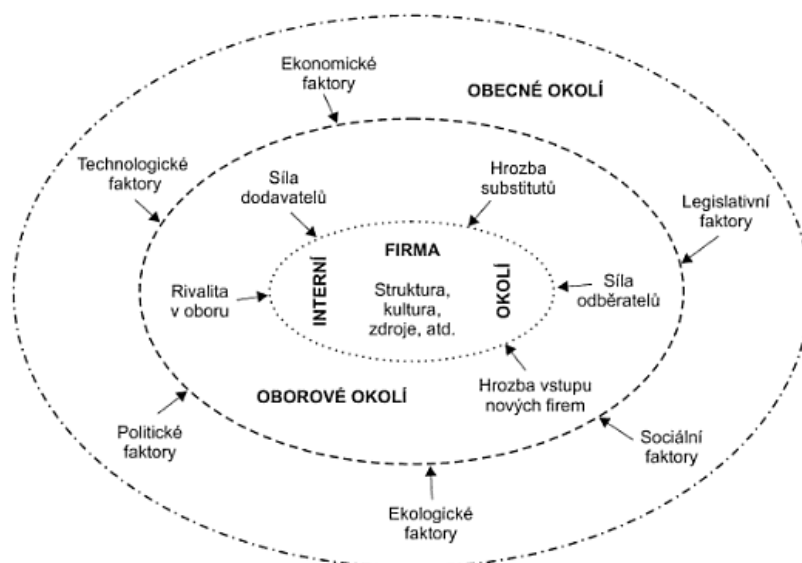 Ekonomické
faktory
OBECNÉ OKOLÍ
Technologické
faktory
Síla
dodavatelů
Hrozba
substitutů
Legislativní
faktory
FIRMA
INTERNÍ
OKOLÍ
Struktura,
kultura,
zdroje, atd.
Rivalita
v oboru
Síla
odběratelů
OBOROVÉ OKOLÍ
Hrozba vstupu
nových firem
Politické
faktory
Sociální
faktory
Ekologické
faktory